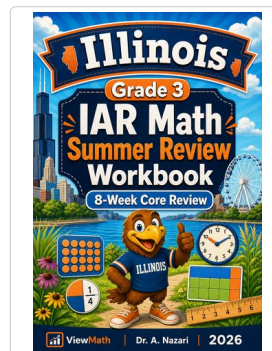 Illinois
Grade 3
IAR Math
Summer Review
Workbook
8-Week Core Review
ILLINOIS
1
4
ViewMath
Dr. A. Nazari
2026